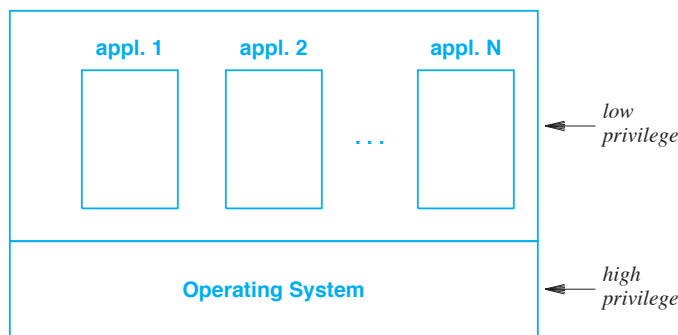 appl. 1 appl. 2 appl. N
. . .
low
privilege
Operating System
high
privilege